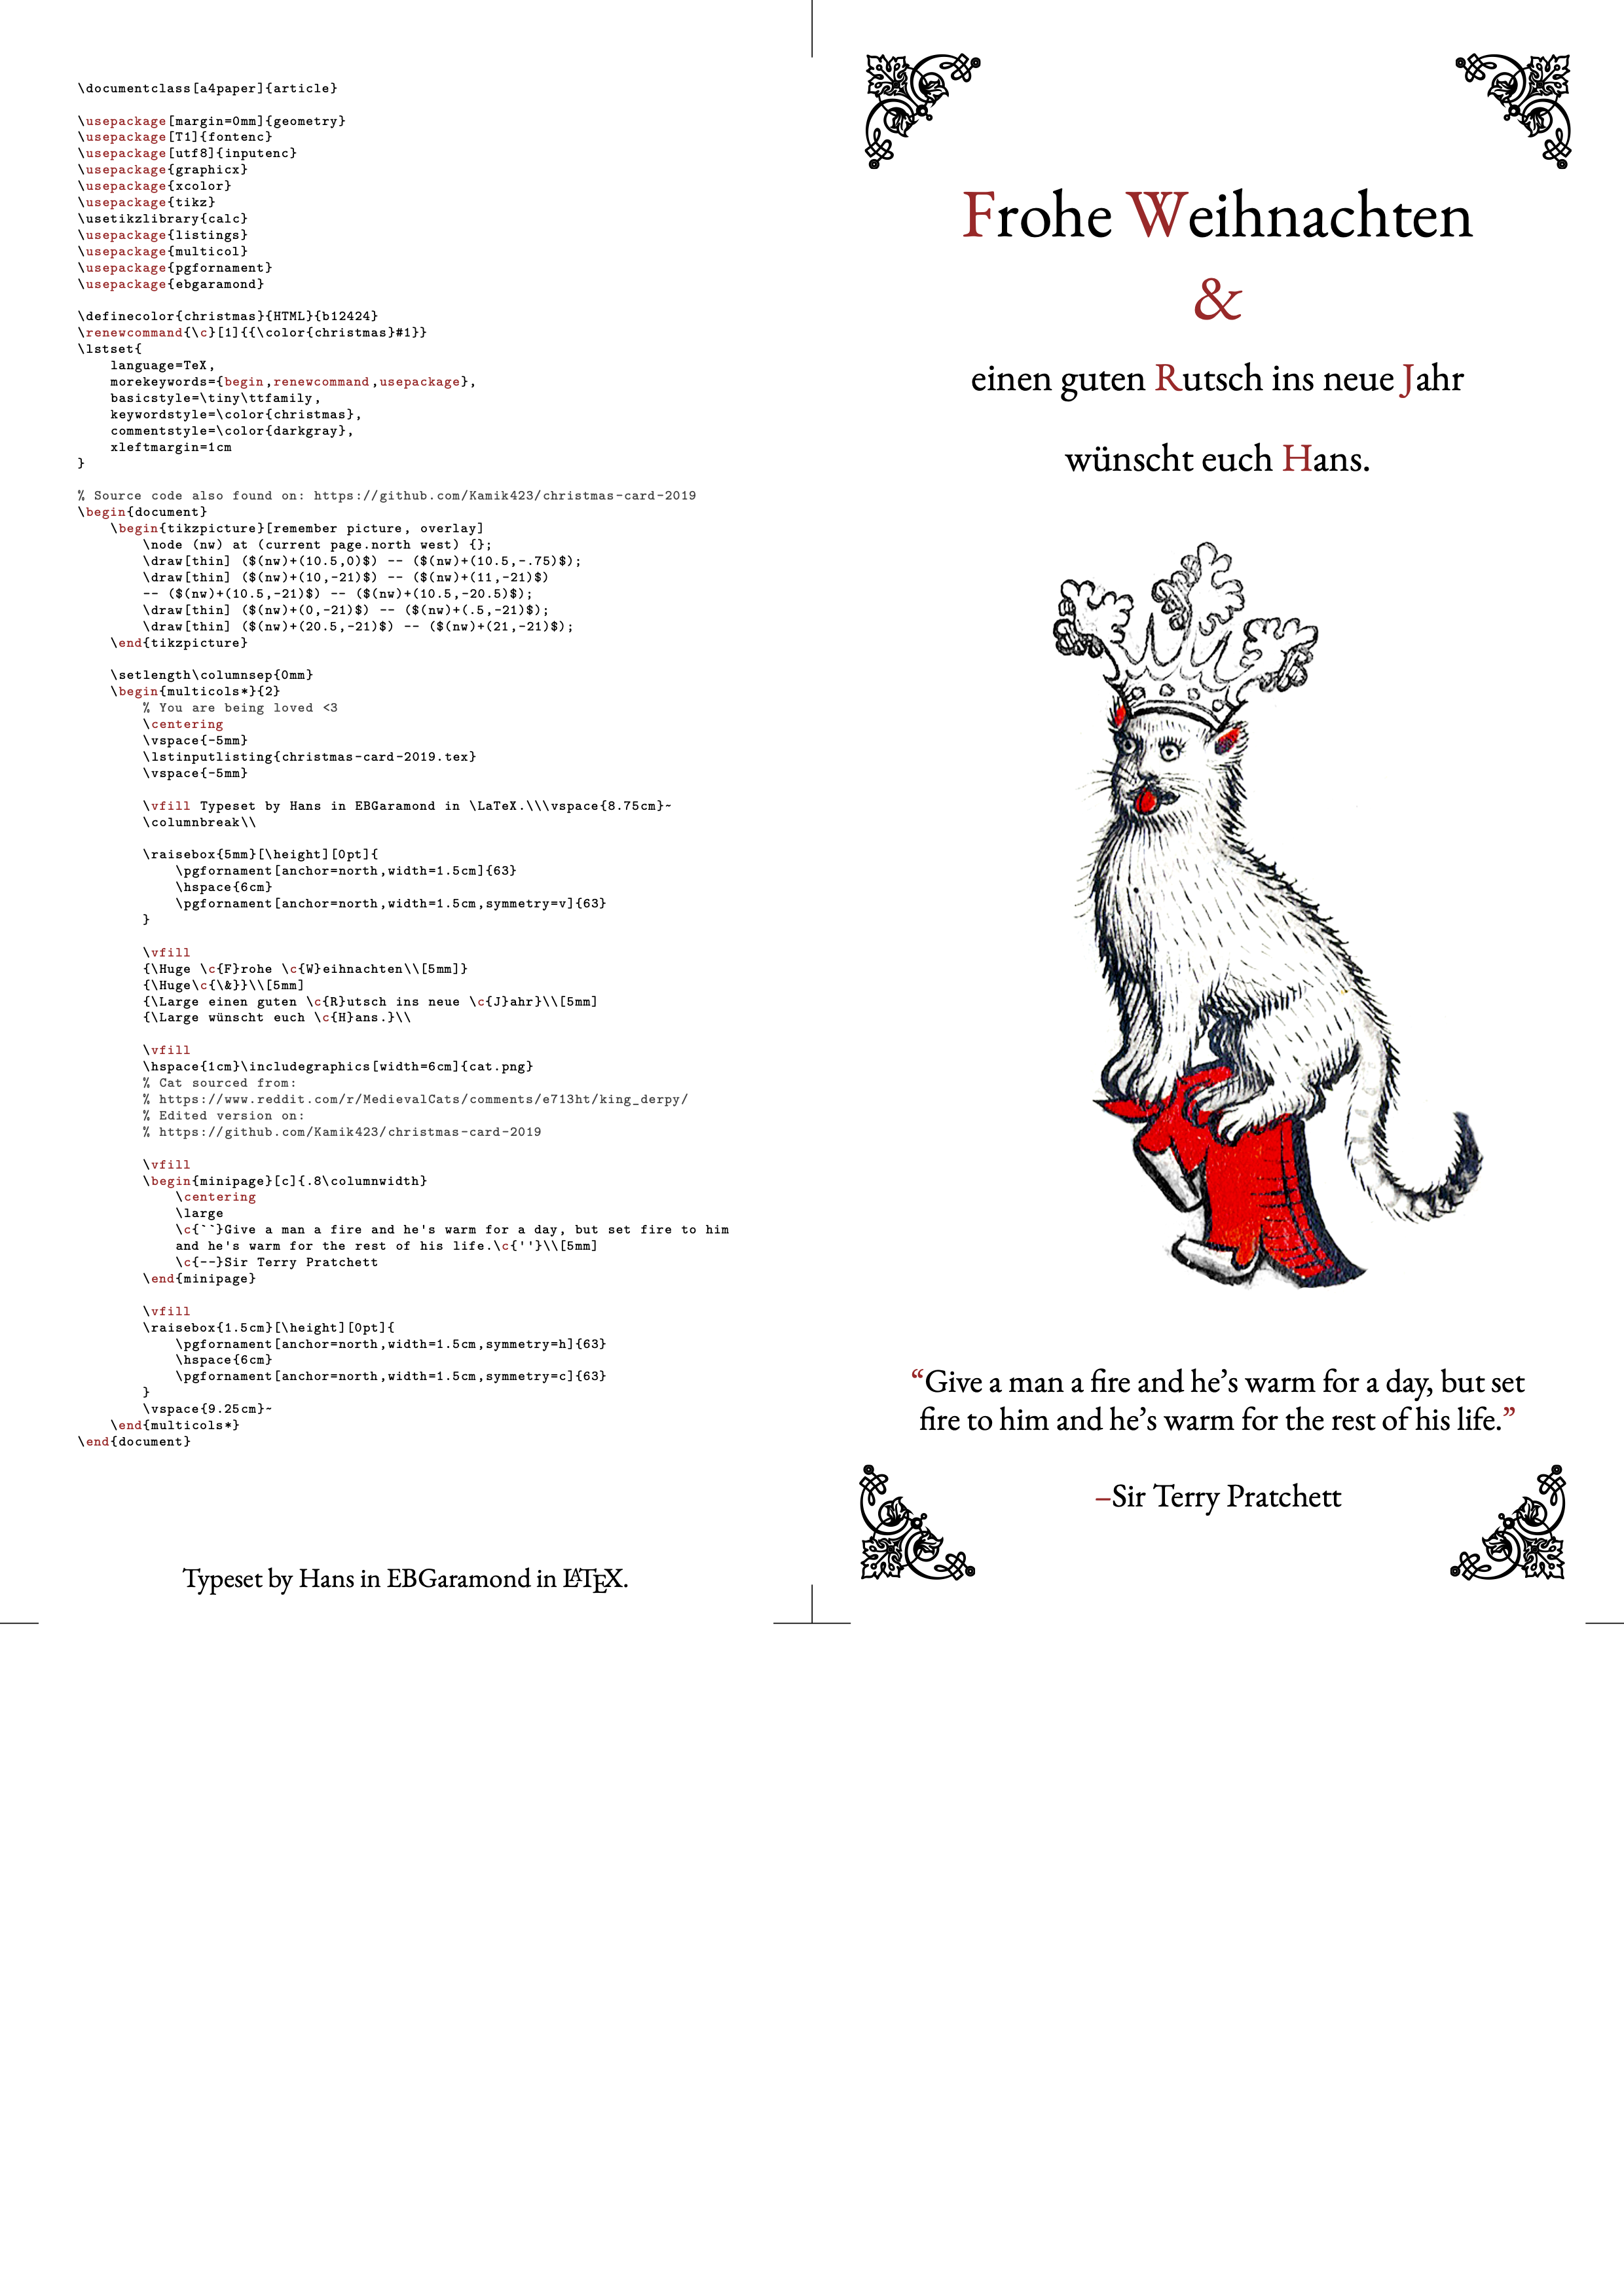 \documentclass[a4paper]{article}

\usepackage[margin=0mm]{geometry}
\usepackage[T1]{fontenc}
\usepackage[utf8]{inputenc}
\usepackage{graphicx}
\usepackage{xcolor}
\usepackage{tikz}
\usetikzlibrary{calc}
\usepackage{listings}
\usepackage{multicol}
\usepackage{pgfornament}
\usepackage{ebgaramond}

\definecolor{christmas}{HTML}{b12424}
\renewcommand{\c}[1]{{\color{christmas}#1}}
\lstset{
    language=TeX,
    morekeywords={begin,renewcommand,usepackage},
    basicstyle=\tiny\ttfamily,
    keywordstyle=\color{christmas},
    commentstyle=\color{darkgray},
    xleftmargin=1cm
}

% Source code also found on: https://github.com/Kamik423/christmas-card-2019
\begin{document}
    \begin{tikzpicture}[remember picture, overlay]
        \node (nw) at (current page.north west) {};
        \draw[thin] ($(nw)+(10.5,0)$) -- ($(nw)+(10.5,-.75)$);
        \draw[thin] ($(nw)+(10,-21)$) -- ($(nw)+(11,-21)$)
        -- ($(nw)+(10.5,-21)$) -- ($(nw)+(10.5,-20.5)$);
        \draw[thin] ($(nw)+(0,-21)$) -- ($(nw)+(.5,-21)$);
        \draw[thin] ($(nw)+(20.5,-21)$) -- ($(nw)+(21,-21)$);
    \end{tikzpicture}

    \setlength\columnsep{0mm}
    \begin{multicols*}{2}
        % You are being loved <3
        \centering
        \vspace{-5mm}
        \lstinputlisting{christmas-card-2019.tex}
        \vspace{-5mm}

        \vfill Typeset by Hans in EBGaramond in \LaTeX.\\\vspace{8.75cm}~
        \columnbreak\\

        \raisebox{5mm}[\height][0pt]{
            \pgfornament[anchor=north,width=1.5cm]{63}
            \hspace{6cm}
            \pgfornament[anchor=north,width=1.5cm,symmetry=v]{63}
        }

        \vfill
        {\Huge \c{F}rohe \c{W}eihnachten\\[5mm]}
        {\Huge\c{\&}}\\[5mm]
        {\Large einen guten \c{R}utsch ins neue \c{J}ahr}\\[5mm]
        {\Large wünscht euch \c{H}ans.}\\

        \vfill
        \hspace{1cm}\includegraphics[width=6cm]{cat.png}
        % Cat sourced from:
        % https://www.reddit.com/r/MedievalCats/comments/e713ht/king_derpy/
        % Edited version on:
        % https://github.com/Kamik423/christmas-card-2019

        \vfill
        \begin{minipage}[c]{.8\columnwidth}
            \centering
            \large
            \c{``}Give a man a fire and he's warm for a day, but set fire to him
            and he's warm for the rest of his life.\c{''}\\[5mm]
            \c{--}Sir Terry Pratchett
        \end{minipage}

        \vfill
        \raisebox{1.5cm}[\height][0pt]{
            \pgfornament[anchor=north,width=1.5cm,symmetry=h]{63}
            \hspace{6cm}
            \pgfornament[anchor=north,width=1.5cm,symmetry=c]{63}
        }
        \vspace{9.25cm}~
    \end{multicols*}
\end{document}

Typeset by Hans in EBGaramond in LATEX.

Frohe Weihnachten
&
einen guten Rutsch ins neue Jahr
wünscht euch Hans.
“Give a man a fire and he’s warm for a day, but set
fire to him and he’s warm for the rest of his life.”
–Sir Terry Pratchett